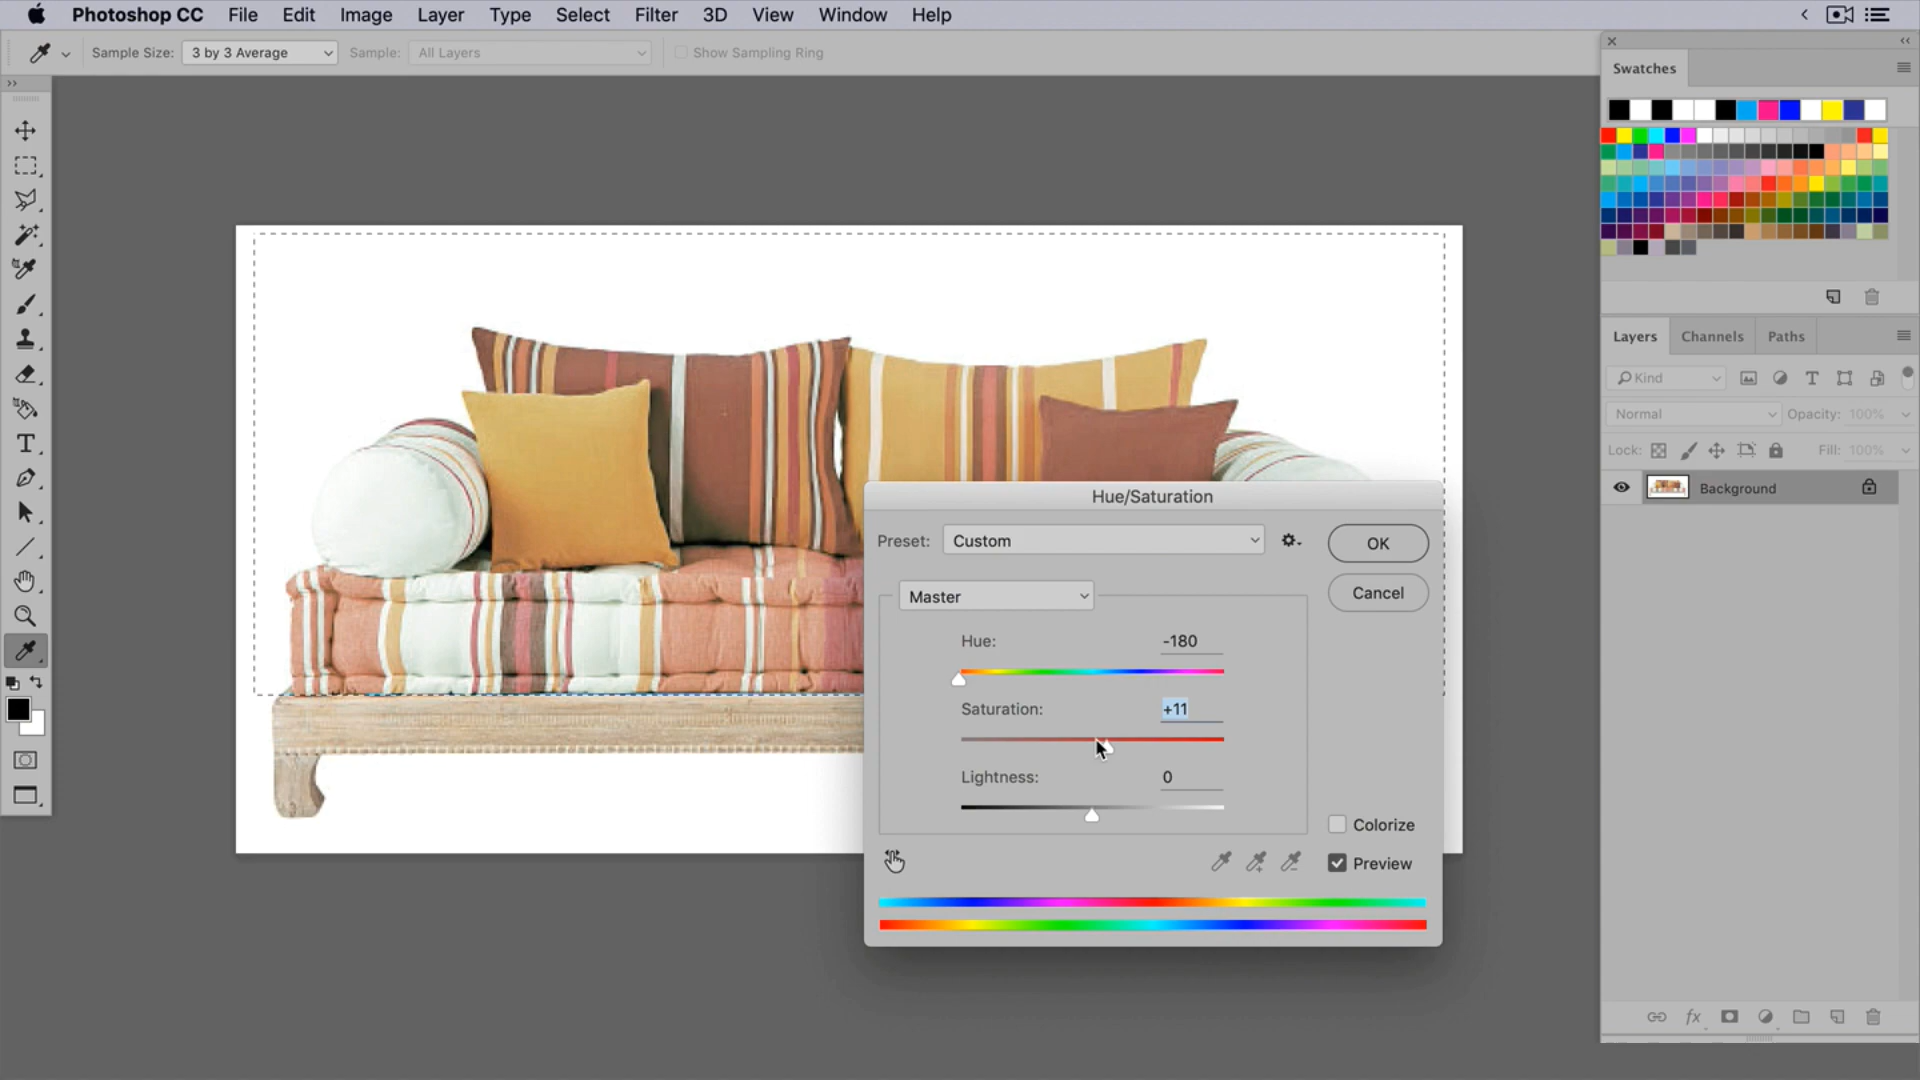 Photoshop CC File Edit Image Layer Type Select Filter 3D View Window Help
Sample Size: 3 by 3 Average Sample: All Layers Show Sampling Ring
Swatches
Layers Channels Paths
Kind
Normal Opacity: 100%
Lock: Fill: 100%
Background
Hue/Saturation
Preset: Custom OK
Master Cancel
Hue: -180
Saturation: +11
Lightness: 0
Colorize
Preview